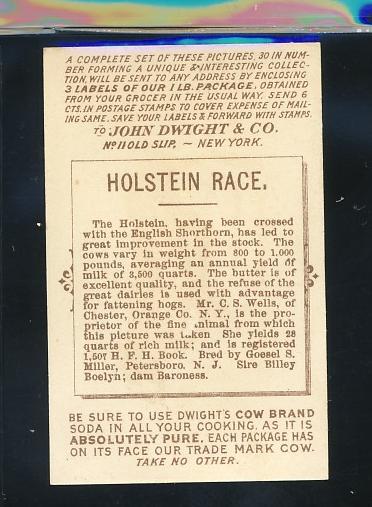 A COMPLETE SET OF THESE PICTURES, 30 IN NUM-
BER FORMING A UNIQUE & INTERESTING COLLEC-
TION, WILL BE SENT TO ANY ADDRESS BY ENCLOSING
3 LABELS OF OUR 1 LB. PACKAGE, OBTAINED
FROM YOUR GROCER IN THE USUAL WAY. SEND 6
CTS. IN POSTAGE STAMPS TO COVER EXPENSE OF MAIL-
ING SAME. SAVE YOUR LABELS & FORWARD WITH STAMPS.
TO JOHN DWIGHT & CO.
No 11 OLD SLIP, ~ NEW YORK.
HOLSTEIN RACE.
The Holstein, having been crossed
with the English Shorthorn, has led to
great improvement in the stock. The
cows vary in weight from 800 to 1.000
pounds, averaging an annual yield of
milk of 3,500 quarts. The butter is of
excellent quality, and the refuse of the
great dairies is used with advantage
for fattening hogs. Mr. C. S. Wells, of
Chester, Orange Co. N. Y., is the pro-
prietor of the fine animal from which
this picture was taken She yields 28
quarts of rich milk; and is registered
1,507 H. F. H. Book. Bred by Goesel S.
Miller, Petersboro, N. J. Sire Billey
Boelyn; dam Baroness.
BE SURE TO USE DWIGHT'S COW BRAND
SODA IN ALL YOUR COOKING. AS IT IS
ABSOLUTELY PURE. EACH PACKAGE HAS
ON ITS FACE OUR TRADE MARK COW.
TAKE NO OTHER.